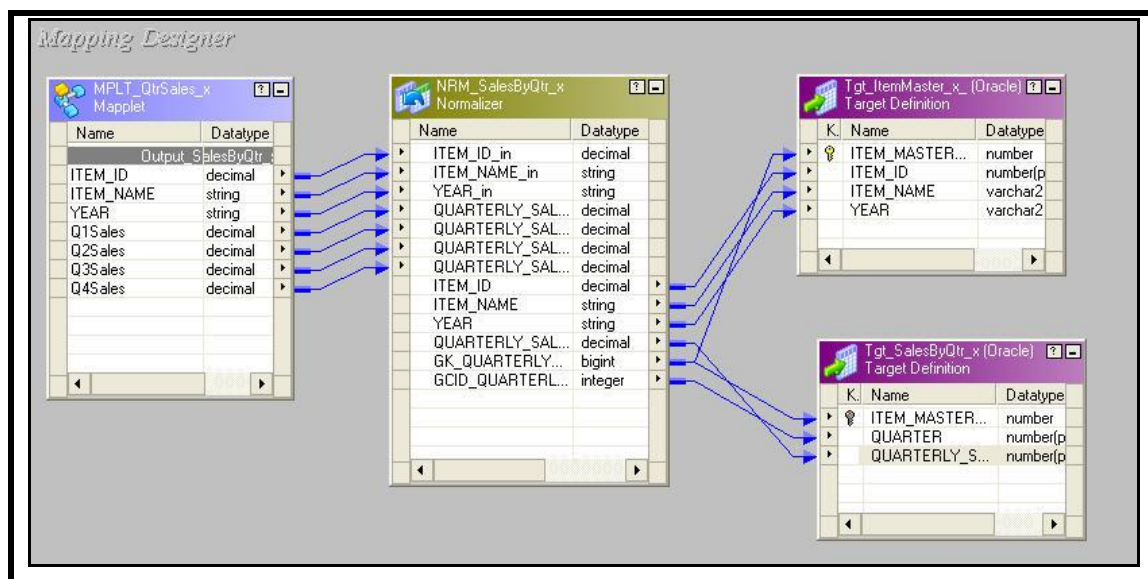 Mapping Designer
MPLT_QtrSales_x
Mapplet
Name Datatype
Output_SalesByQtr_
ITEM_ID decimal
ITEM_NAME string
YEAR string
Q1Sales decimal
Q2Sales decimal
Q3Sales decimal
Q4Sales decimal
NRM_SalesByQtr_x
Normalizer
Name Datatype
ITEM_ID_in decimal
ITEM_NAME_in string
YEAR_in string
QUARTERLY_SAL... decimal
QUARTERLY_SAL... decimal
QUARTERLY_SAL... decimal
QUARTERLY_SAL... decimal
ITEM_ID decimal
ITEM_NAME string
YEAR string
QUARTERLY_SAL... decimal
GK_QUARTERLY... bigint
GCID_QUARTERL... integer
Tgt_ItemMaster_x_ (Oracle)
Target Definition
K. Name Datatype
ITEM_MASTER... number
ITEM_ID number(p
ITEM_NAME varchar2
YEAR varchar2
Tgt_SalesByQtr_x (Oracle)
Target Definition
K. Name Datatype
ITEM_MASTER... number
QUARTER number(p
QUARTERLY_S... number(p